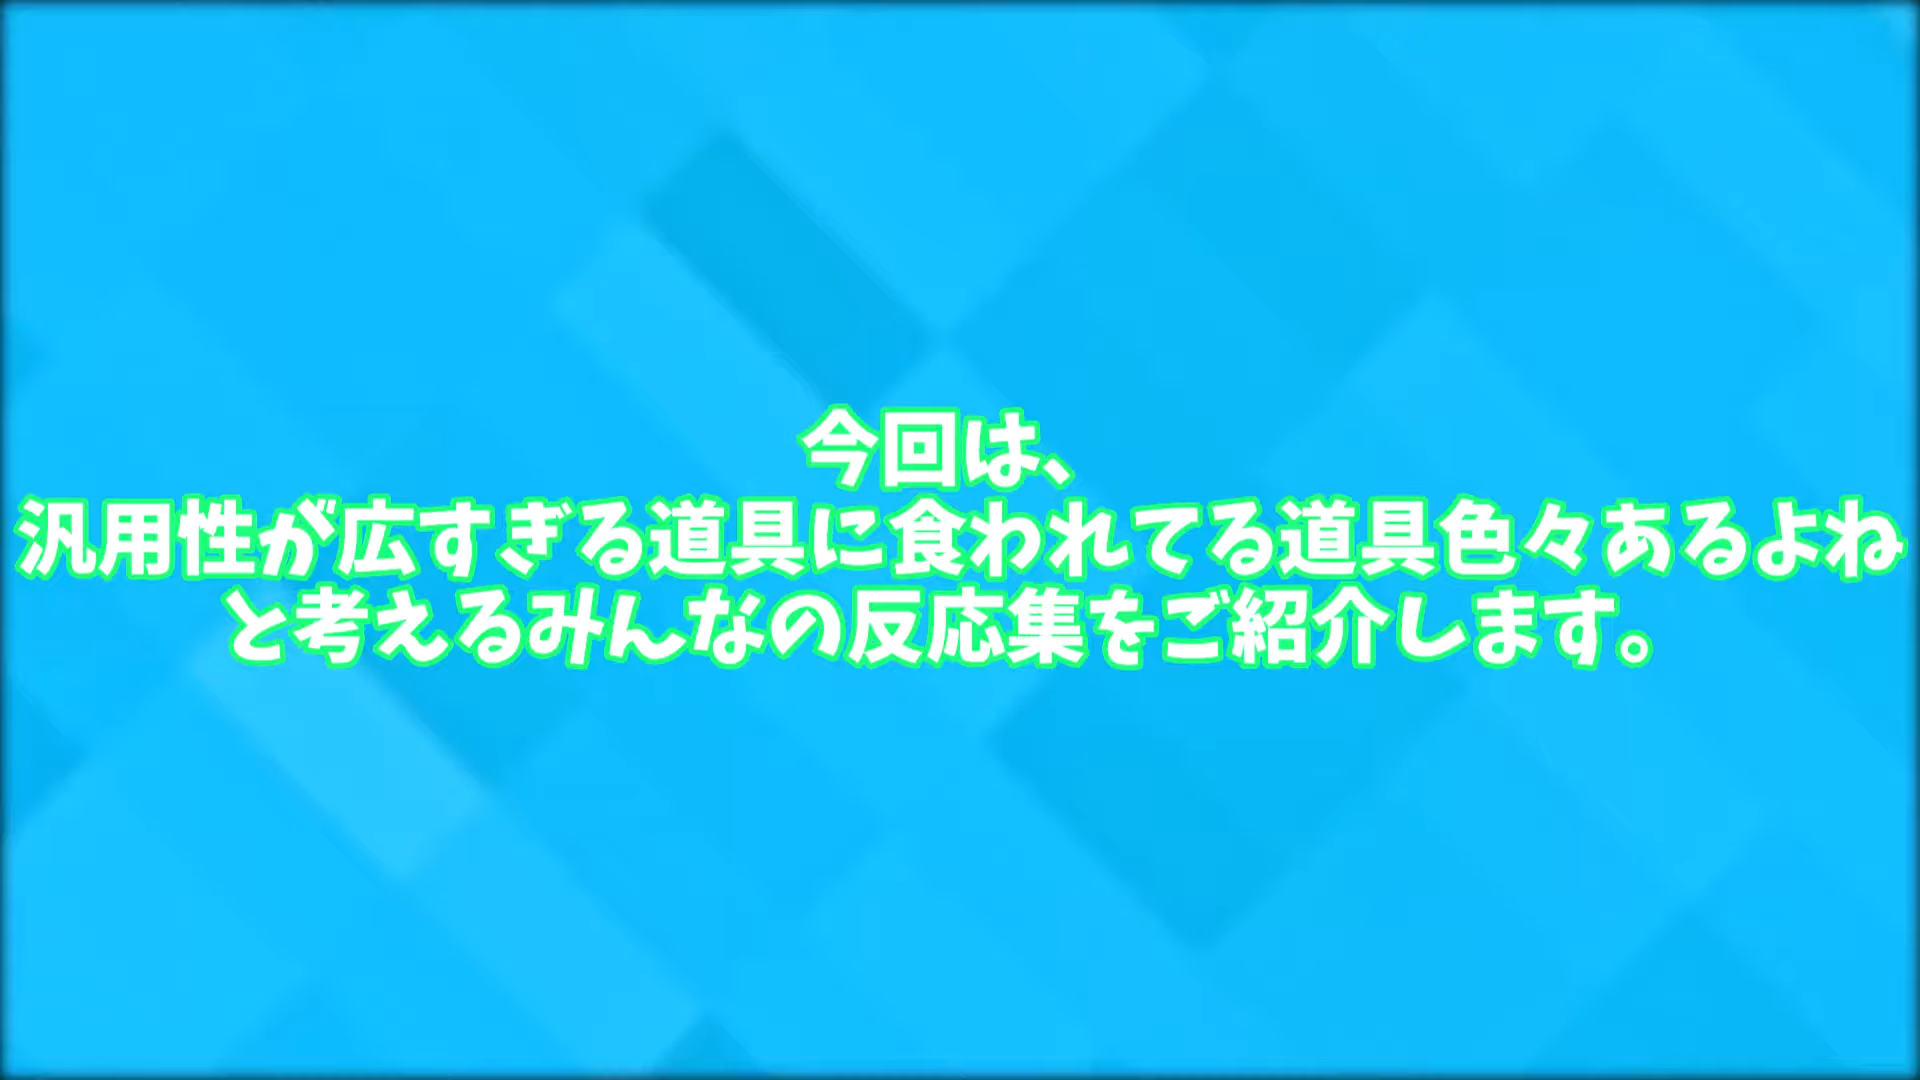 今回は、
汎用性が広すぎる道具に食われてる道具色々あるよね
と考えるみんなの反応集をご紹介します。